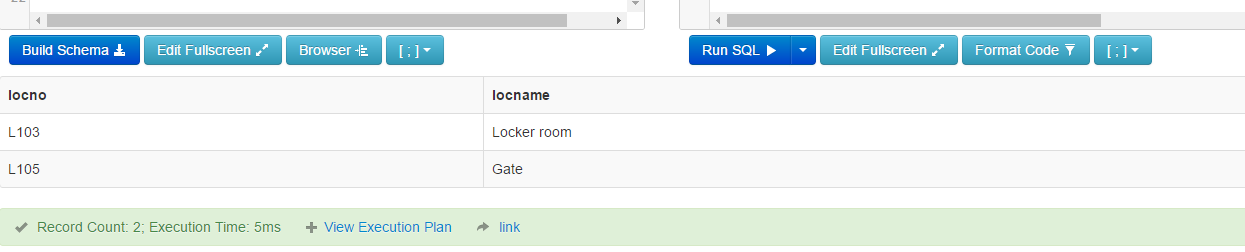 Build Schema Edit Fullscreen Browser [ ; ] Run SQL Edit Fullscreen Format Code [ ; ]
locno locname
L103 Locker room
L105 Gate
Record Count: 2; Execution Time: 5ms View Execution Plan link